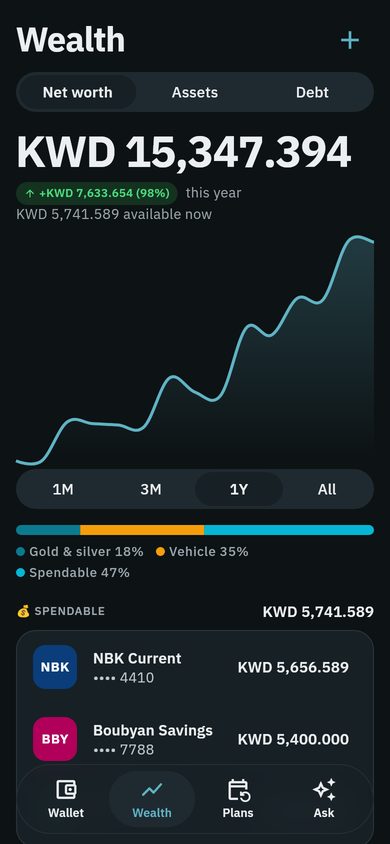 Wealth
Net worth Assets Debt
KWD 15,347.394
↑ +KWD 7,633.654 (98%) this year
KWD 5,741.589 available now
1M 3M 1Y All
Gold & silver 18% Vehicle 35%
Spendable 47%
SPENDABLE KWD 5,741.589
NBK NBK Current KWD 5,656.589
•••• 4410
BBY Boubyan Savings KWD 5,400.000
•••• 7788
Wallet Wealth Plans Ask